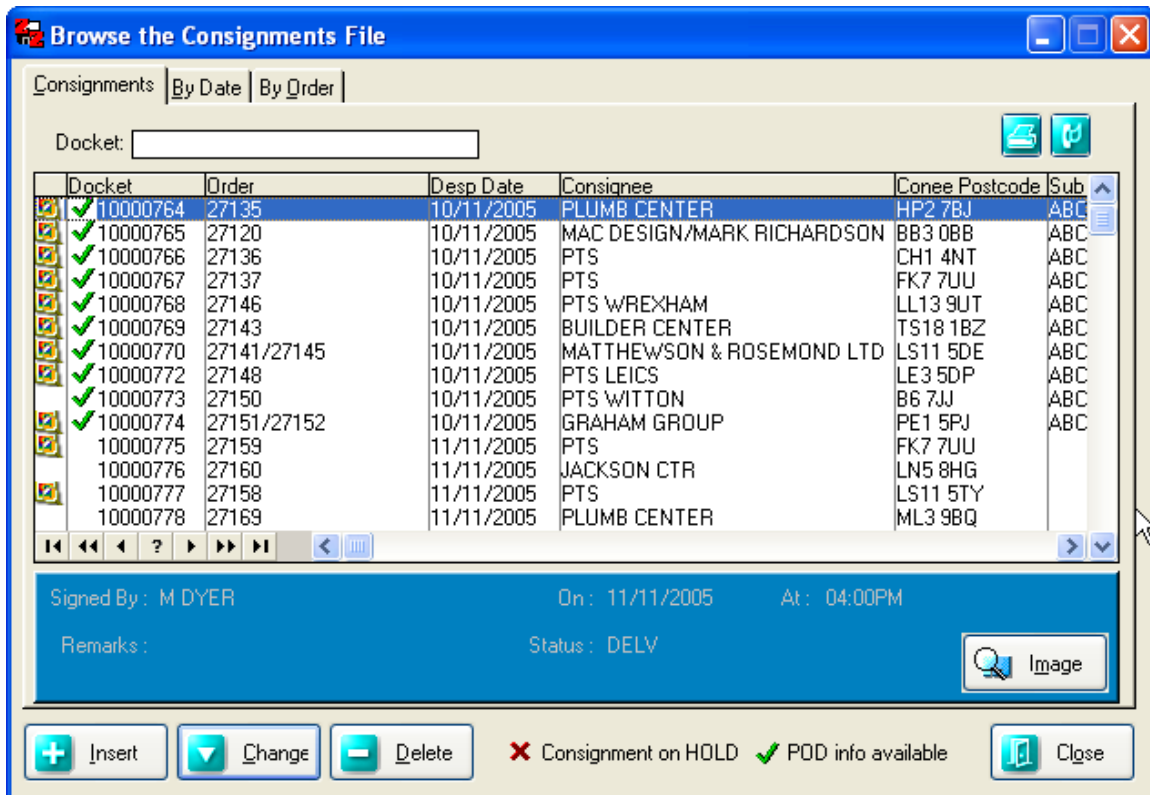 Browse the Consignments File
Consignments By Date By Order
Docket:
Docket Order Desp Date Consignee Conee Postcode Sub
10000764 27135 10/11/2005 PLUMB CENTER HP2 7BJ ABC
10000765 27120 10/11/2005 MAC DESIGN/MARK RICHARDSON BB3 0BB ABC
10000766 27136 10/11/2005 PTS CH1 4NT ABC
10000767 27137 10/11/2005 PTS FK7 7UU ABC
10000768 27146 10/11/2005 PTS WREXHAM LL13 9UT ABC
10000769 27143 10/11/2005 BUILDER CENTER TS18 1BZ ABC
10000770 27141/27145 10/11/2005 MATTHEWSON & ROSEMOND LTD LS11 5DE ABC
10000772 27148 10/11/2005 PTS LEICS LE3 5DP ABC
10000773 27150 10/11/2005 PTS WITTON B6 7JJ ABC
10000774 27151/27152 10/11/2005 GRAHAM GROUP PE1 5PJ ABC
10000775 27159 11/11/2005 PTS FK7 7UU
10000776 27160 11/11/2005 JACKSON CTR LN5 8HG
10000777 27158 11/11/2005 PTS LS11 5TY
10000778 27169 11/11/2005 PLUMB CENTER ML3 9BQ
?
Signed By : M DYER On : 11/11/2005 At : 04:00PM
Remarks : Status : DELV
Image
Insert Change Delete Consignment on HOLD POD info available Close